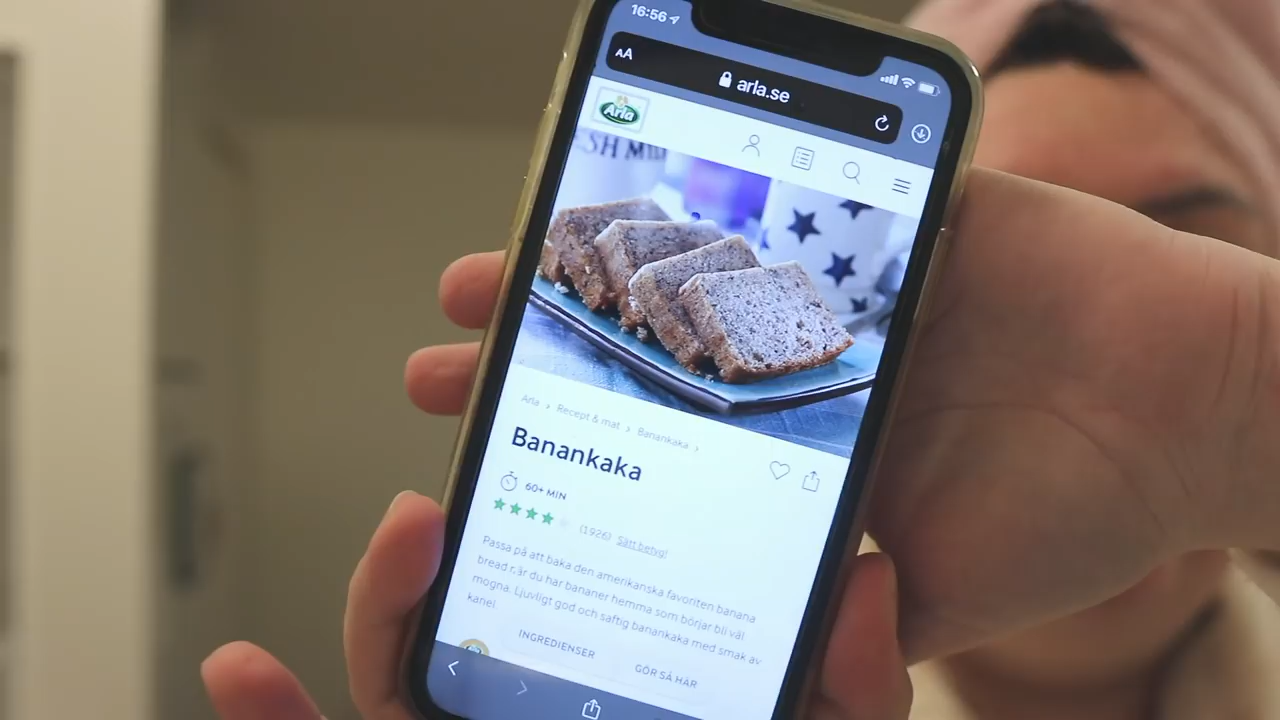 16:56
AA
arla.se
Arla
SH
Arla › Recept & mat › Banankaka ›
Banankaka
60+ MIN
(1926) Sätt betyg!
Passa på att baka den amerikanska favoriten banana
bread när du har bananer hemma som börjar bli väl
mogna. Ljuvligt god och saftig banankaka med smak av
kanel.
INGREDIENSER
GÖR SÅ HÄR